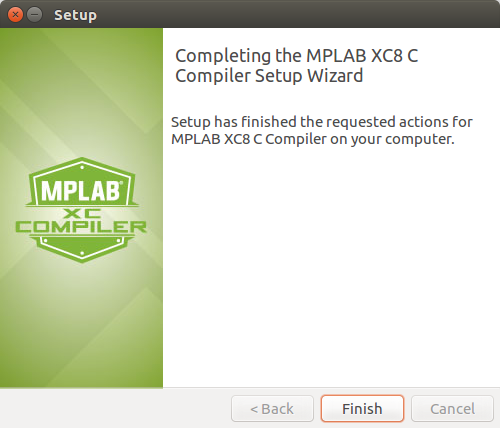 Setup
Completing the MPLAB XC8 C
Compiler Setup Wizard
Setup has finished the requested actions for
MPLAB XC8 C Compiler on your computer.
MPLAB®
XC
COMPILER
< Back
Finish
Cancel